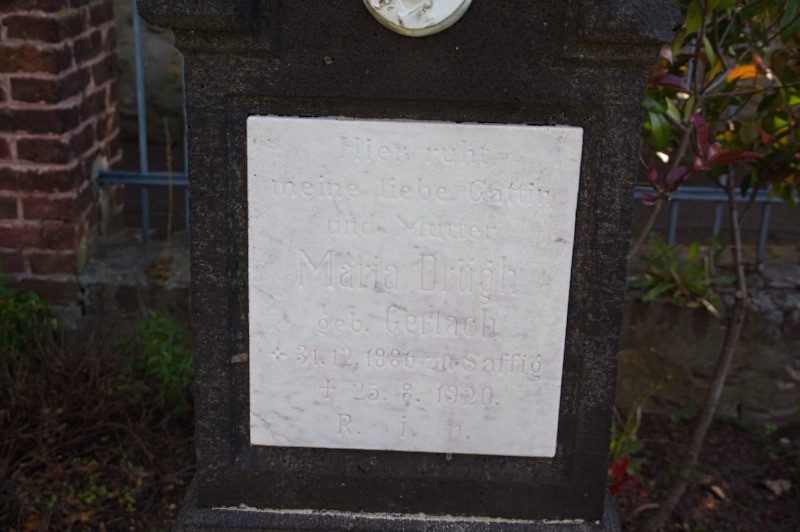 Hier ruht
meine liebe Gattin
und Mutter
Maria Drügh
geb. Gerlach
* 31.12.1886 zu Saffig
† 25. 8. 1920.
R. i. p.